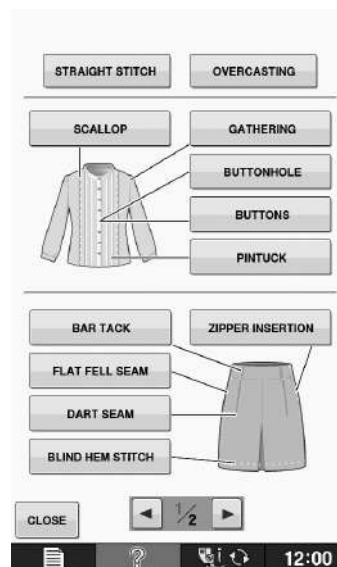 STRAIGHT STITCH
OVERCASTING
SCALLOP
GATHERING
BUTTONHOLE
BUTTONS
PINTUCK
BAR TACK
ZIPPER INSERTION
FLAT FELL SEAM
DART SEAM
BLIND HEM STITCH
CLOSE
1/2
12:00